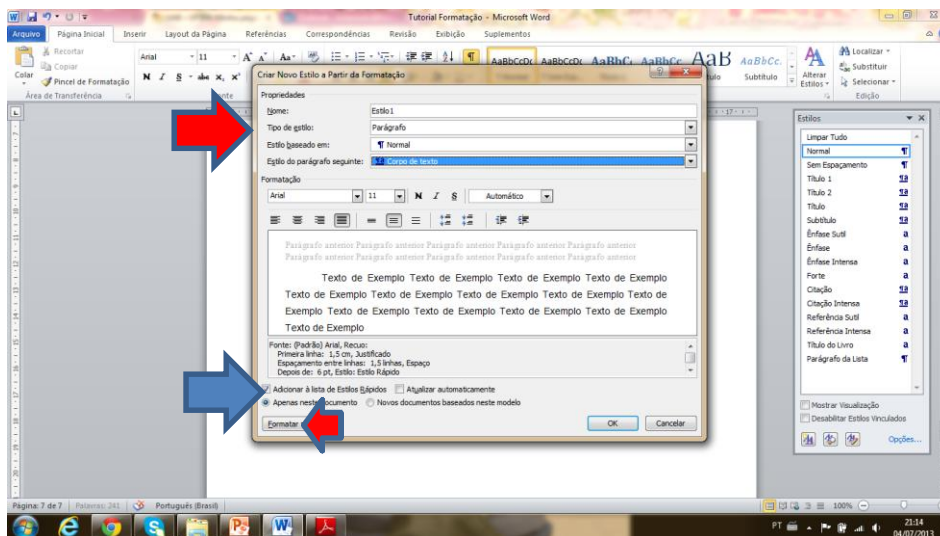 Tutorial Formatação - Microsoft Word
Arquivo Página Inicial Inserir Layout da Página Referências Correspondências Revisão Exibição Suplementos
Recortar
Copiar
Pincel de Formatação
Colar
Área de Transferência
Arial 11
N I S abc x, x²
AaBbCcDc AaBbCcDc AaBbC AaBbCc AaB AaBbCc.
Subtítulo
Alterar Estilos
Localizar
Substituir
Selecionar
Edição
Criar Novo Estilo a Partir da Formatação
Propriedades
Nome: Estilo1
Tipo de estilo: Parágrafo
Estilo baseado em: ¶ Normal
Estilo do parágrafo seguinte: Corpo de texto
Formatação
Arial 11 N I S Automático
Parágrafo anterior Parágrafo anterior Parágrafo anterior Parágrafo anterior Parágrafo anterior
Parágrafo anterior Parágrafo anterior Parágrafo anterior Parágrafo anterior Parágrafo anterior
Texto de Exemplo Texto de Exemplo Texto de Exemplo Texto de Exemplo
Texto de Exemplo Texto de Exemplo Texto de Exemplo Texto de Exemplo Texto de
Exemplo Texto de Exemplo Texto de Exemplo Texto de Exemplo Texto de Exemplo
Texto de Exemplo
Fonte: (Padrão) Arial, Recuo:
Primeira linha: 1,5 cm, Justificado
Espaçamento entre linhas: 1,5 linhas, Espaço
Depois de: 6 pt, Estilo: Estilo Rápido
Adicionar à lista de Estilos Rápidos Atualizar automaticamente
Apenas neste documento Novos documentos baseados neste modelo
Formatar OK Cancelar
Estilos
Limpar Tudo
Normal ¶
Sem Espaçamento ¶
Título 1 ¶a
Título 2 ¶a
Título ¶a
Subtítulo ¶a
Ênfase Sutil a
Ênfase a
Ênfase Intensa a
Forte a
Citação ¶a
Citação Intensa ¶a
Referência Sutil a
Referência Intensa a
Título do Livro a
Parágrafo da Lista ¶
Mostrar Visualização
Desabilitar Estilos Vinculados
Opções...
Página: 7 de 7 Palavras: 241 Português (Brasil) 100%
PT 21:14
04/07/2013